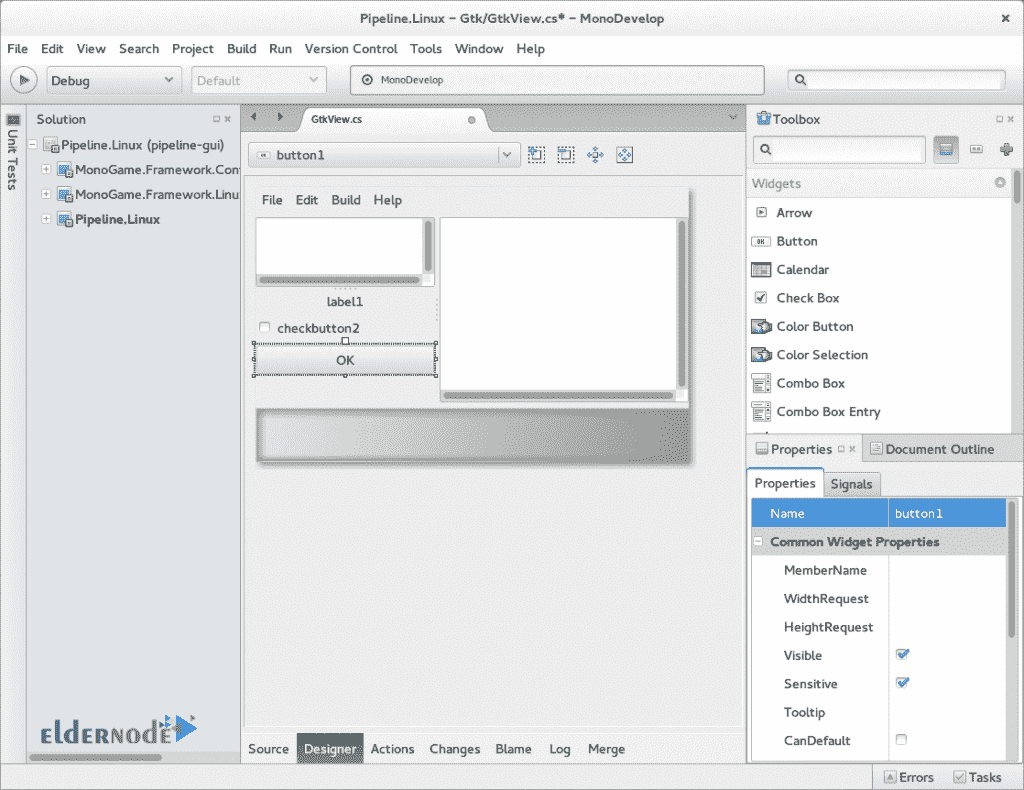 Pipeline.Linux – Gtk/GtkView.cs* – MonoDevelop
File Edit View Search Project Build Run Version Control Tools Window Help
Debug
Default
MonoDevelop
Unit Tests
Solution
Pipeline.Linux (pipeline-gui)
MonoGame.Framework.Con
MonoGame.Framework.Linu
Pipeline.Linux
ELDERNODE
GtkView.cs
button1
File Edit Build Help
label1
checkbutton2
OK
Source Designer Actions Changes Blame Log Merge
Toolbox
Widgets
Arrow
OK Button
Calendar
Check Box
Color Button
Color Selection
Combo Box
Combo Box Entry
Properties
Document Outline
Properties Signals
Name button1
Common Widget Properties
MemberName
WidthRequest
HeightRequest
Visible
Sensitive
Tooltip
CanDefault
Errors Tasks